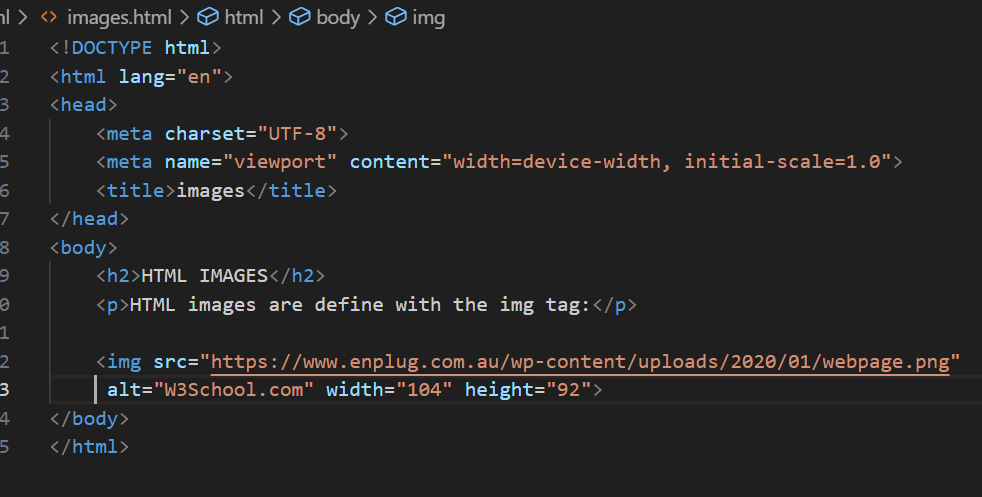 nl > <> images.html > html > body > img
1 <!DOCTYPE html>
2 <html lang="en">
3 <head>
4     <meta charset="UTF-8">
5     <meta name="viewport" content="width=device-width, initial-scale=1.0">
6     <title>images</title>
7 </head>
8 <body>
9     <h2>HTML IMAGES</h2>
0     <p>HTML images are define with the img tag:</p>
1
2     <img src="https://www.enplug.com.au/wp-content/uploads/2020/01/webpage.png"
3      alt="W3School.com" width="104" height="92">
4 </body>
5 </html>